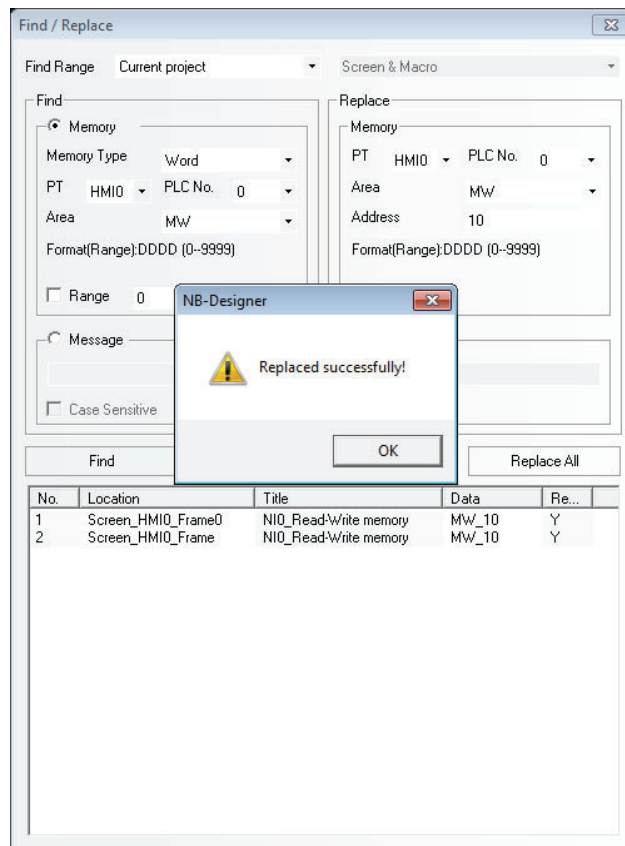 Find / Replace
Find Range Current project Screen & Macro
Find
Memory
Memory Type Word
PT HMI0 PLC No. 0
Area MW
Format(Range):DDDD (0--9999)
Range 0
Message
Case Sensitive
Replace
Memory
PT HMI0 PLC No. 0
Area MW
Address 10
Format(Range):DDDD (0--9999)
NB-Designer
Replaced successfully!
OK
Find Replace All
No. Location Title Data Re...
1 Screen_HMI0_Frame0 NI0_Read-Write memory MW_10 Y
2 Screen_HMI0_Frame NI0_Read-Write memory MW_10 Y